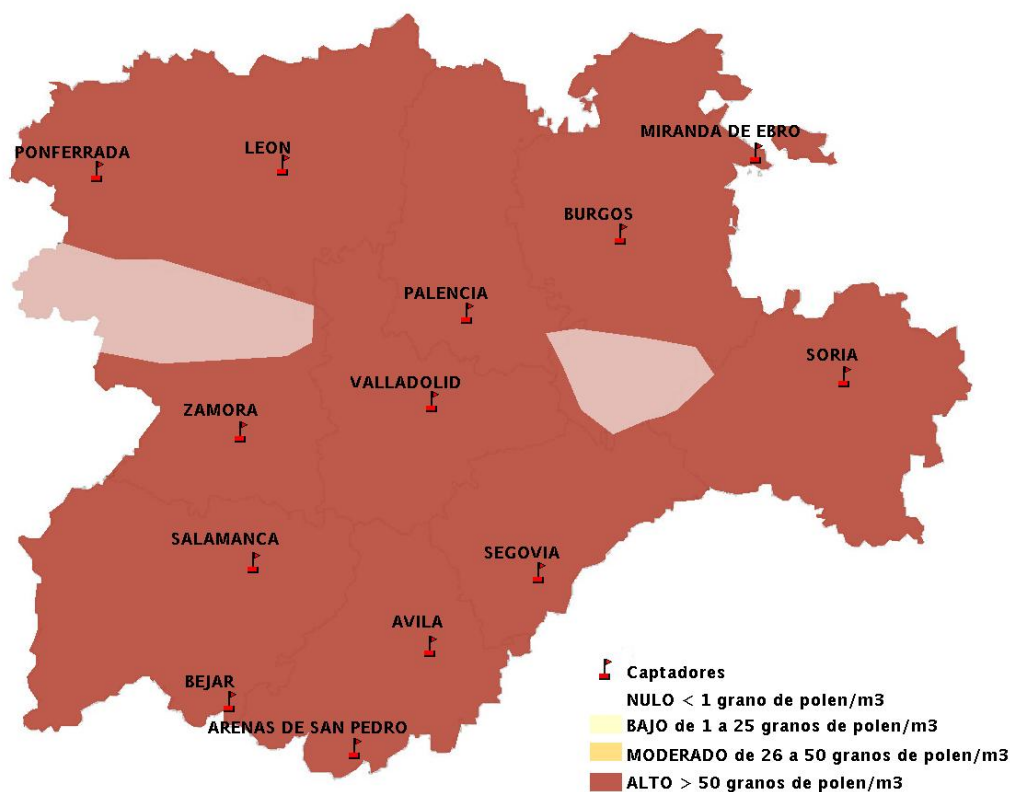 MIRANDA DE EBRO
PONFERRADA
LEON
BURGOS
PALENCIA
SORIA
VALLADOLID
ZAMORA
SALAMANCA
SEGOVIA
AVILA
BEJAR
ARENAS DE SAN PEDRO
Captadores
NULO < 1 grano de polen/m3
BAJO de 1 a 25 granos de polen/m3
MODERADO de 26 a 50 granos de polen/m3
ALTO > 50 granos de polen/m3